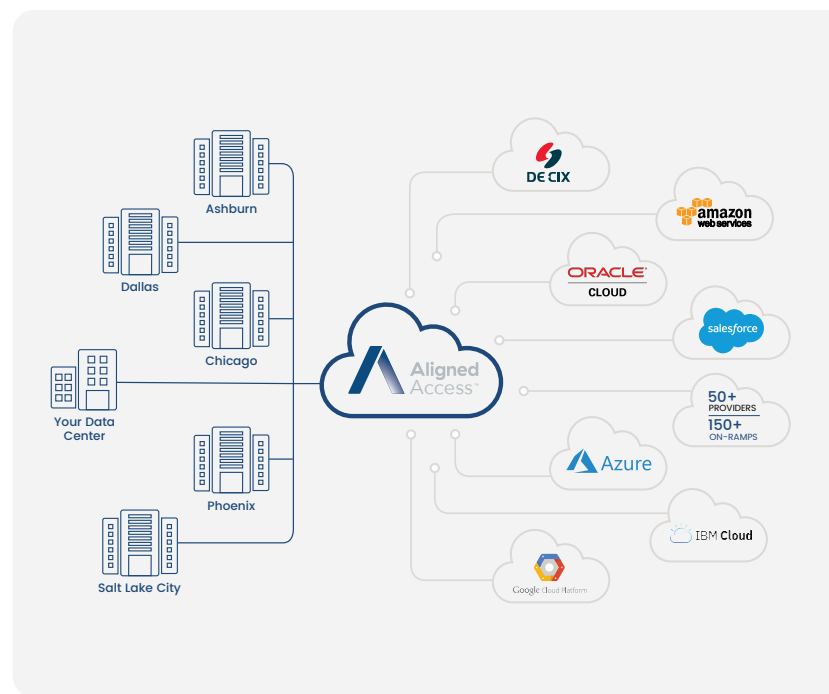 Ashburn
Dallas
Chicago
Your Data
Center
Phoenix
Salt Lake City
Aligned
Access™
DE CIX
amazon
web services
ORACLE®
CLOUD
salesforce
50+
PROVIDERS
150+
ON-RAMPS
Azure
IBM Cloud
Google Cloud Platform